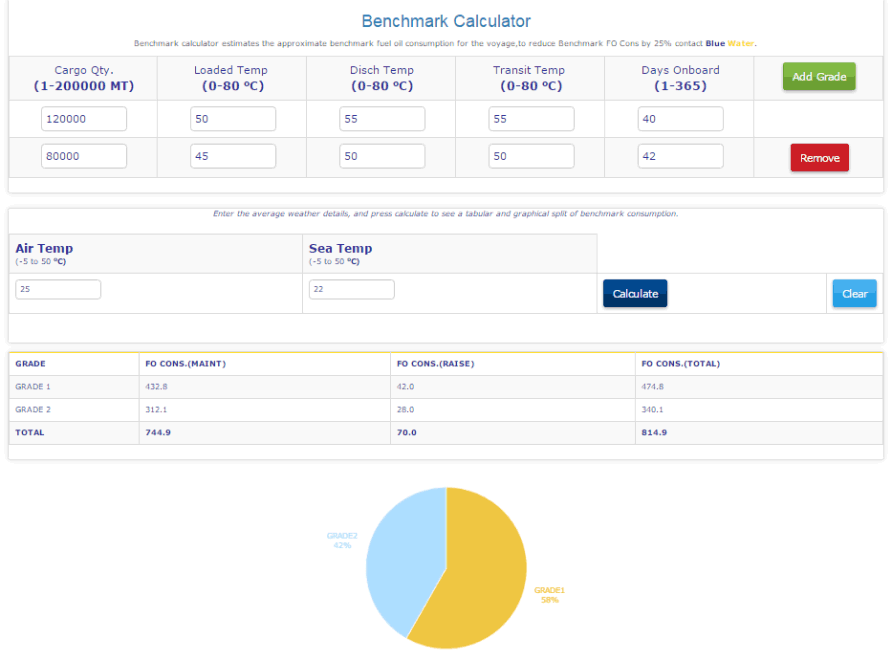 Benchmark Calculator
Benchmark calculator estimates the approximate benchmark fuel oil consumption for the voyage,to reduce Benchmark FO Cons by 25% contact Blue Water.
Cargo Qty. Loaded Temp Disch Temp Transit Temp Days Onboard Add Grade
(1-200000 MT) (0-80 ºC) (0-80 ºC) (0-80 ºC) (1-365)
120000 50 55 55 40
80000 45 50 50 42 Remove
Enter the average weather details, and press calculate to see a tabular and graphical split of benchmark consumption.
Air Temp Sea Temp
(-5 to 50 ºC) (-5 to 50 ºC)
25 22 Calculate Clear
GRADE FO CONS.(MAINT) FO CONS.(RAISE) FO CONS.(TOTAL)
GRADE 1 432.8 42.0 474.8
GRADE 2 312.1 28.0 340.1
TOTAL 744.9 70.0 814.9
GRADE2
42%
GRADE1
58%